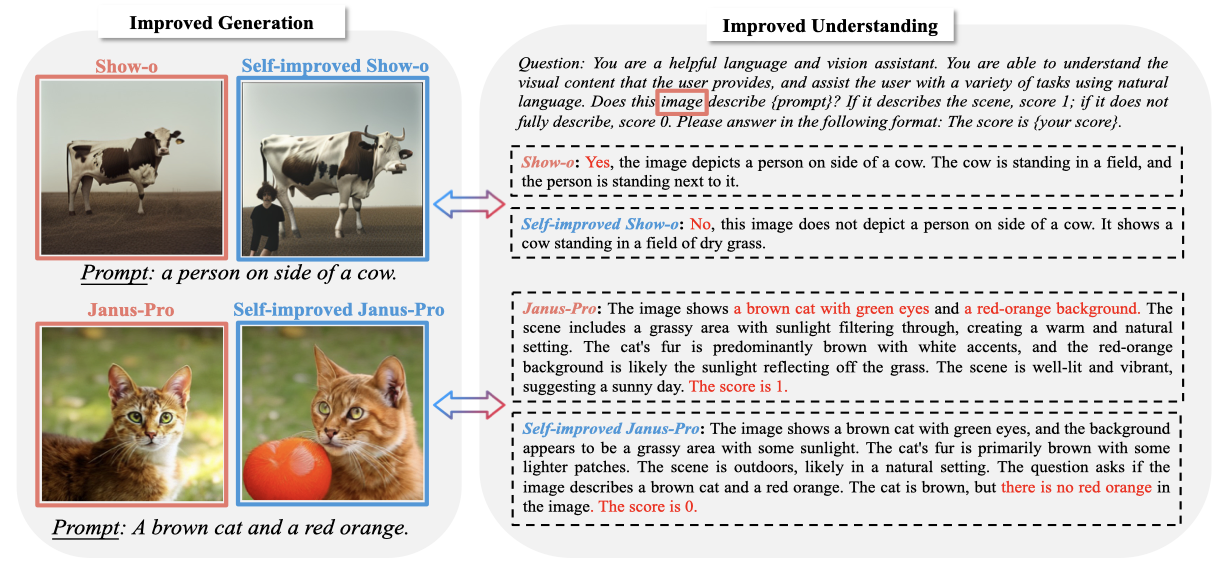 Improved Generation
Show-o
Self-improved Show-o
Prompt: a person on side of a cow.
Janus-Pro
Self-improved Janus-Pro
Prompt: A brown cat and a red orange.
Improved Understanding
Question: You are a helpful language and vision assistant. You are able to understand the
visual content that the user provides, and assist the user with a variety of tasks using natural
language. Does this image describe {prompt}? If it describes the scene, score 1; if it does not
fully describe, score 0. Please answer in the following format: The score is {your score}.
Show-o: Yes, the image depicts a person on side of a cow. The cow is standing in a field, and
the person is standing next to it.
Self-improved Show-o: No, this image does not depict a person on side of a cow. It shows a
cow standing in a field of dry grass.
Janus-Pro: The image shows a brown cat with green eyes and a red-orange background. The
scene includes a grassy area with sunlight filtering through, creating a warm and natural
setting. The cat's fur is predominantly brown with white accents, and the red-orange
background is likely the sunlight reflecting off the grass. The scene is well-lit and vibrant,
suggesting a sunny day. The score is 1.
Self-improved Janus-Pro: The image shows a brown cat with green eyes, and the background
appears to be a grassy area with some sunlight. The cat's fur is primarily brown with some
lighter patches. The scene is outdoors, likely in a natural setting. The question asks if the
image describes a brown cat and a red orange. The cat is brown, but there is no red orange in
the image. The score is 0.